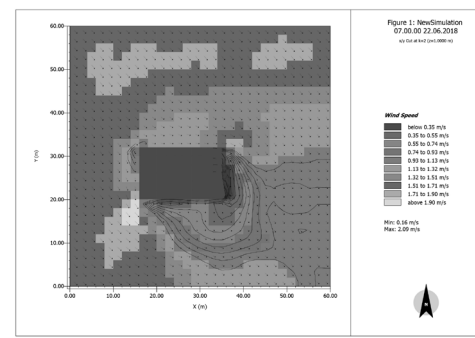 Figure 1: NewSimulation
07.00.00 22.06.2018
x/y Cut at k=2 (z=1.0000 m)
60.00
50.00
40.00
30.00
20.00
10.00
0.00
Y (m)
0.00 10.00 20.00 30.00 40.00 50.00 60.00
X (m)
Wind Speed
below 0.35 m/s
0.35 to 0.55 m/s
0.55 to 0.74 m/s
0.74 to 0.93 m/s
0.93 to 1.13 m/s
1.13 to 1.32 m/s
1.32 to 1.51 m/s
1.51 to 1.71 m/s
1.71 to 1.90 m/s
above 1.90 m/s
Min: 0.16 m/s
Max: 2.09 m/s
N